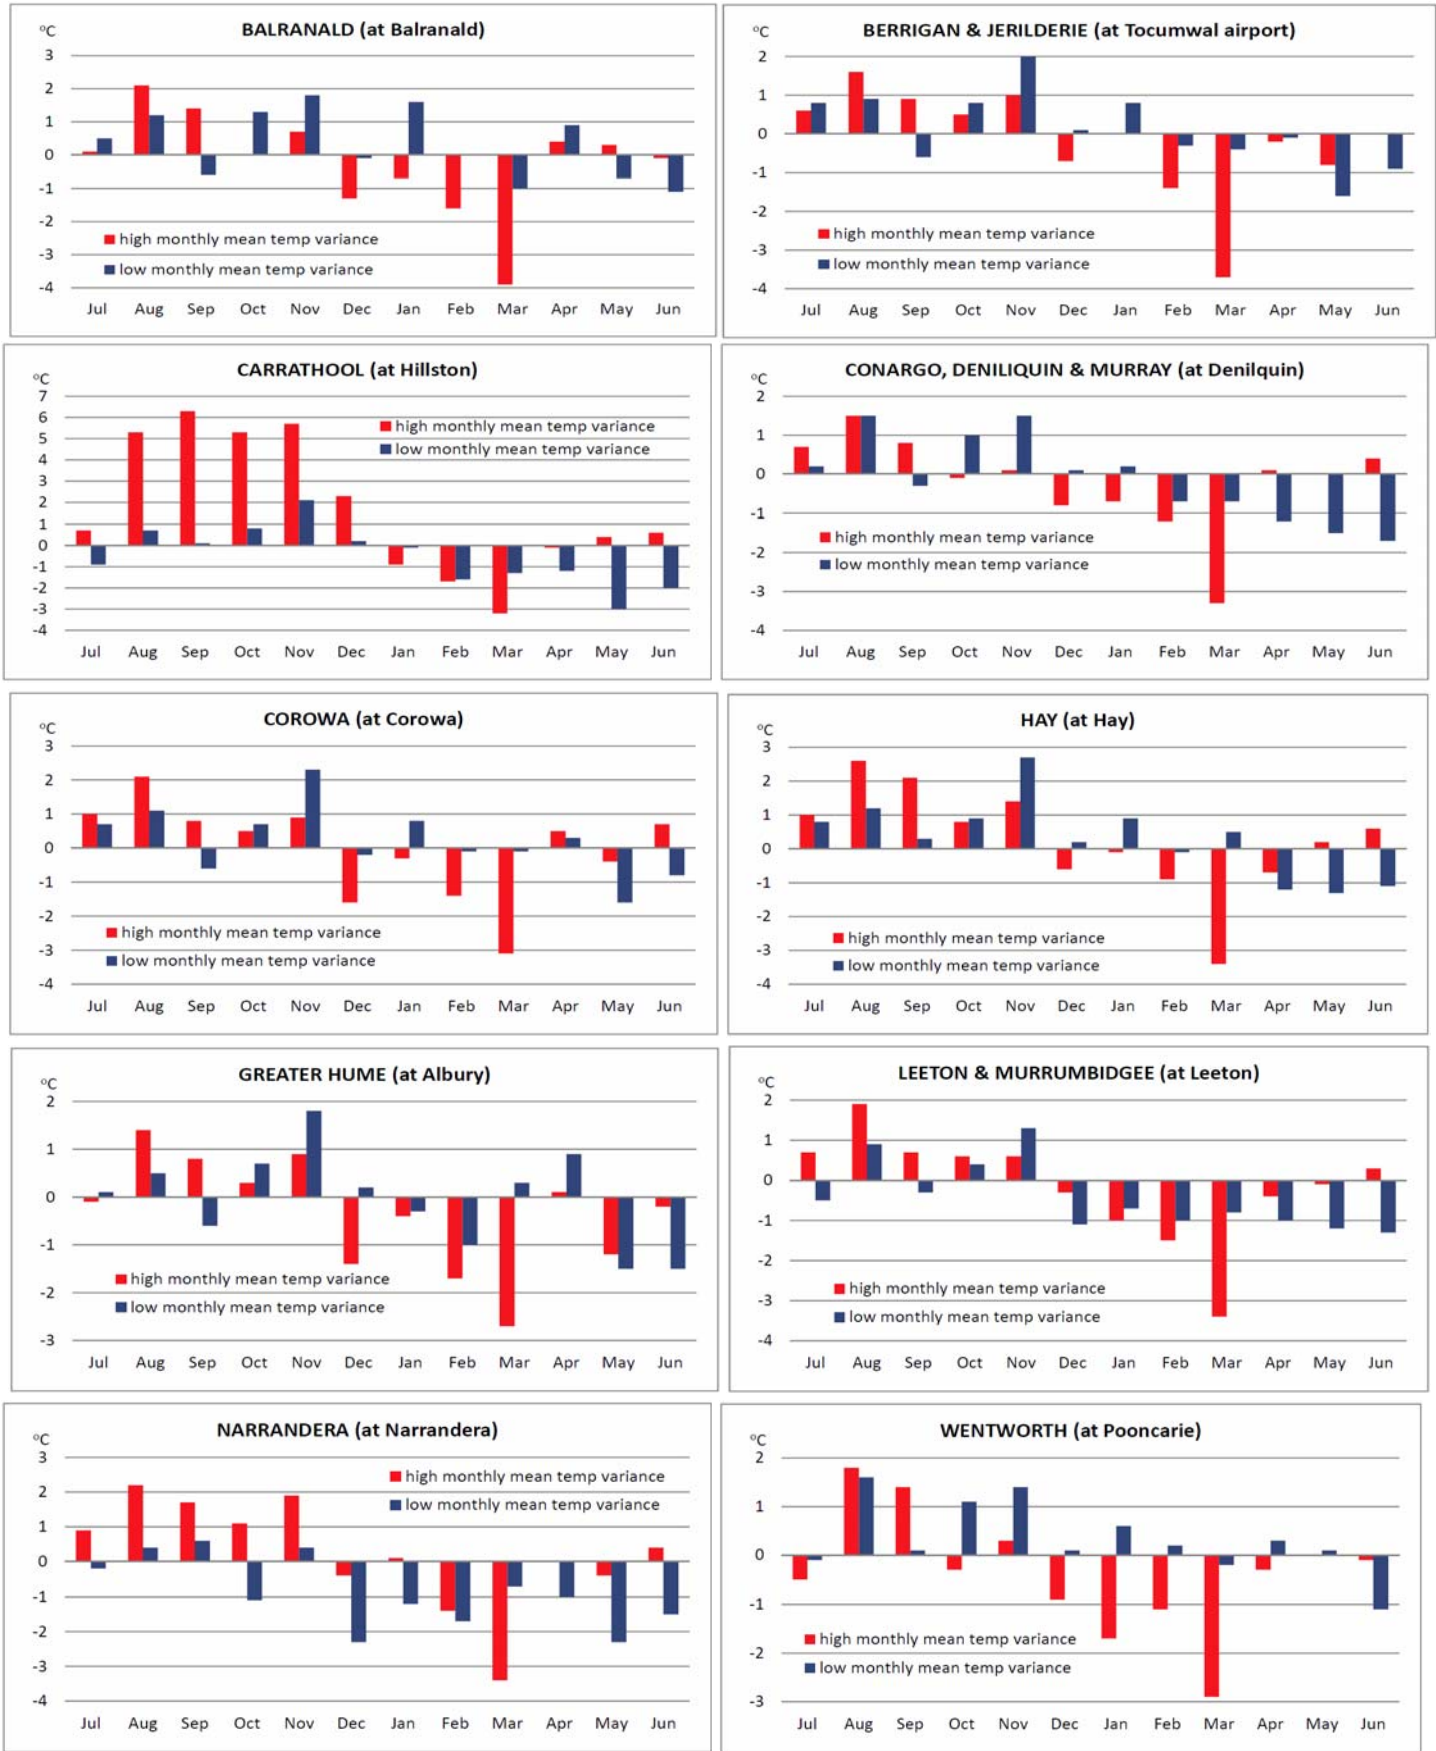 BALRANALD (at Balranald)
°C
3
2
1
0
-1
-2
-3
-4
high monthly mean temp variance
low monthly mean temp variance
Jul Aug Sep Oct Nov Dec Jan Feb Mar Apr May Jun
BERRIGAN & JERILDERIE (at Tocumwal airport)
°C
2
1
0
-1
-2
-3
-4
high monthly mean temp variance
low monthly mean temp variance
Jul Aug Sep Oct Nov Dec Jan Feb Mar Apr May Jun
CARRATHOOL (at Hillston)
°C
7
6
5
4
3
2
1
0
-1
-2
-3
-4
high monthly mean temp variance
low monthly mean temp variance
Jul Aug Sep Oct Nov Dec Jan Feb Mar Apr May Jun
CONARGO, DENILIQUIN & MURRAY (at Denilquin)
°C
2
1
0
-1
-2
-3
-4
high monthly mean temp variance
low monthly mean temp variance
Jul Aug Sep Oct Nov Dec Jan Feb Mar Apr May Jun
COROWA (at Corowa)
°C
3
2
1
0
-1
-2
-3
-4
high monthly mean temp variance
low monthly mean temp variance
Jul Aug Sep Oct Nov Dec Jan Feb Mar Apr May Jun
HAY (at Hay)
°C
3
2
1
0
-1
-2
-3
-4
high monthly mean temp variance
low monthly mean temp variance
Jul Aug Sep Oct Nov Dec Jan Feb Mar Apr May Jun
GREATER HUME (at Albury)
°C
2
1
0
-1
-2
-3
high monthly mean temp variance
low monthly mean temp variance
Jul Aug Sep Oct Nov Dec Jan Feb Mar Apr May Jun
LEETON & MURRUMBIDGEE (at Leeton)
°C
2
1
0
-1
-2
-3
-4
high monthly mean temp variance
low monthly mean temp variance
Jul Aug Sep Oct Nov Dec Jan Feb Mar Apr May Jun
NARRANDERA (at Narrandera)
°C
3
2
1
0
-1
-2
-3
-4
high monthly mean temp variance
low monthly mean temp variance
Jul Aug Sep Oct Nov Dec Jan Feb Mar Apr May Jun
WENTWORTH (at Pooncarie)
°C
2
1
0
-1
-2
-3
high monthly mean temp variance
low monthly mean temp variance
Jul Aug Sep Oct Nov Dec Jan Feb Mar Apr May Jun